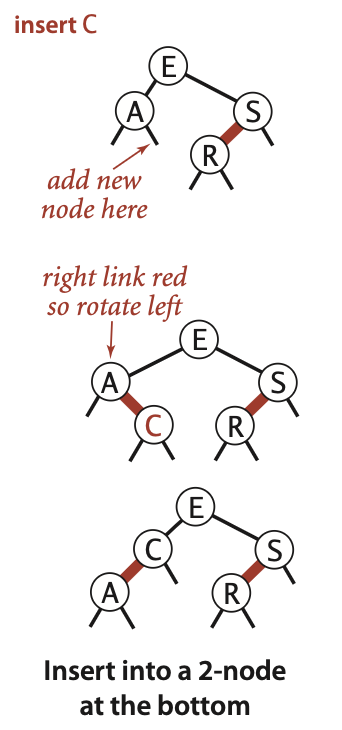 insert C
E
A
S
R
add new
node here
right link red
so rotate left
E
A
S
C
R
E
C
S
A
R
Insert into a 2-node
at the bottom